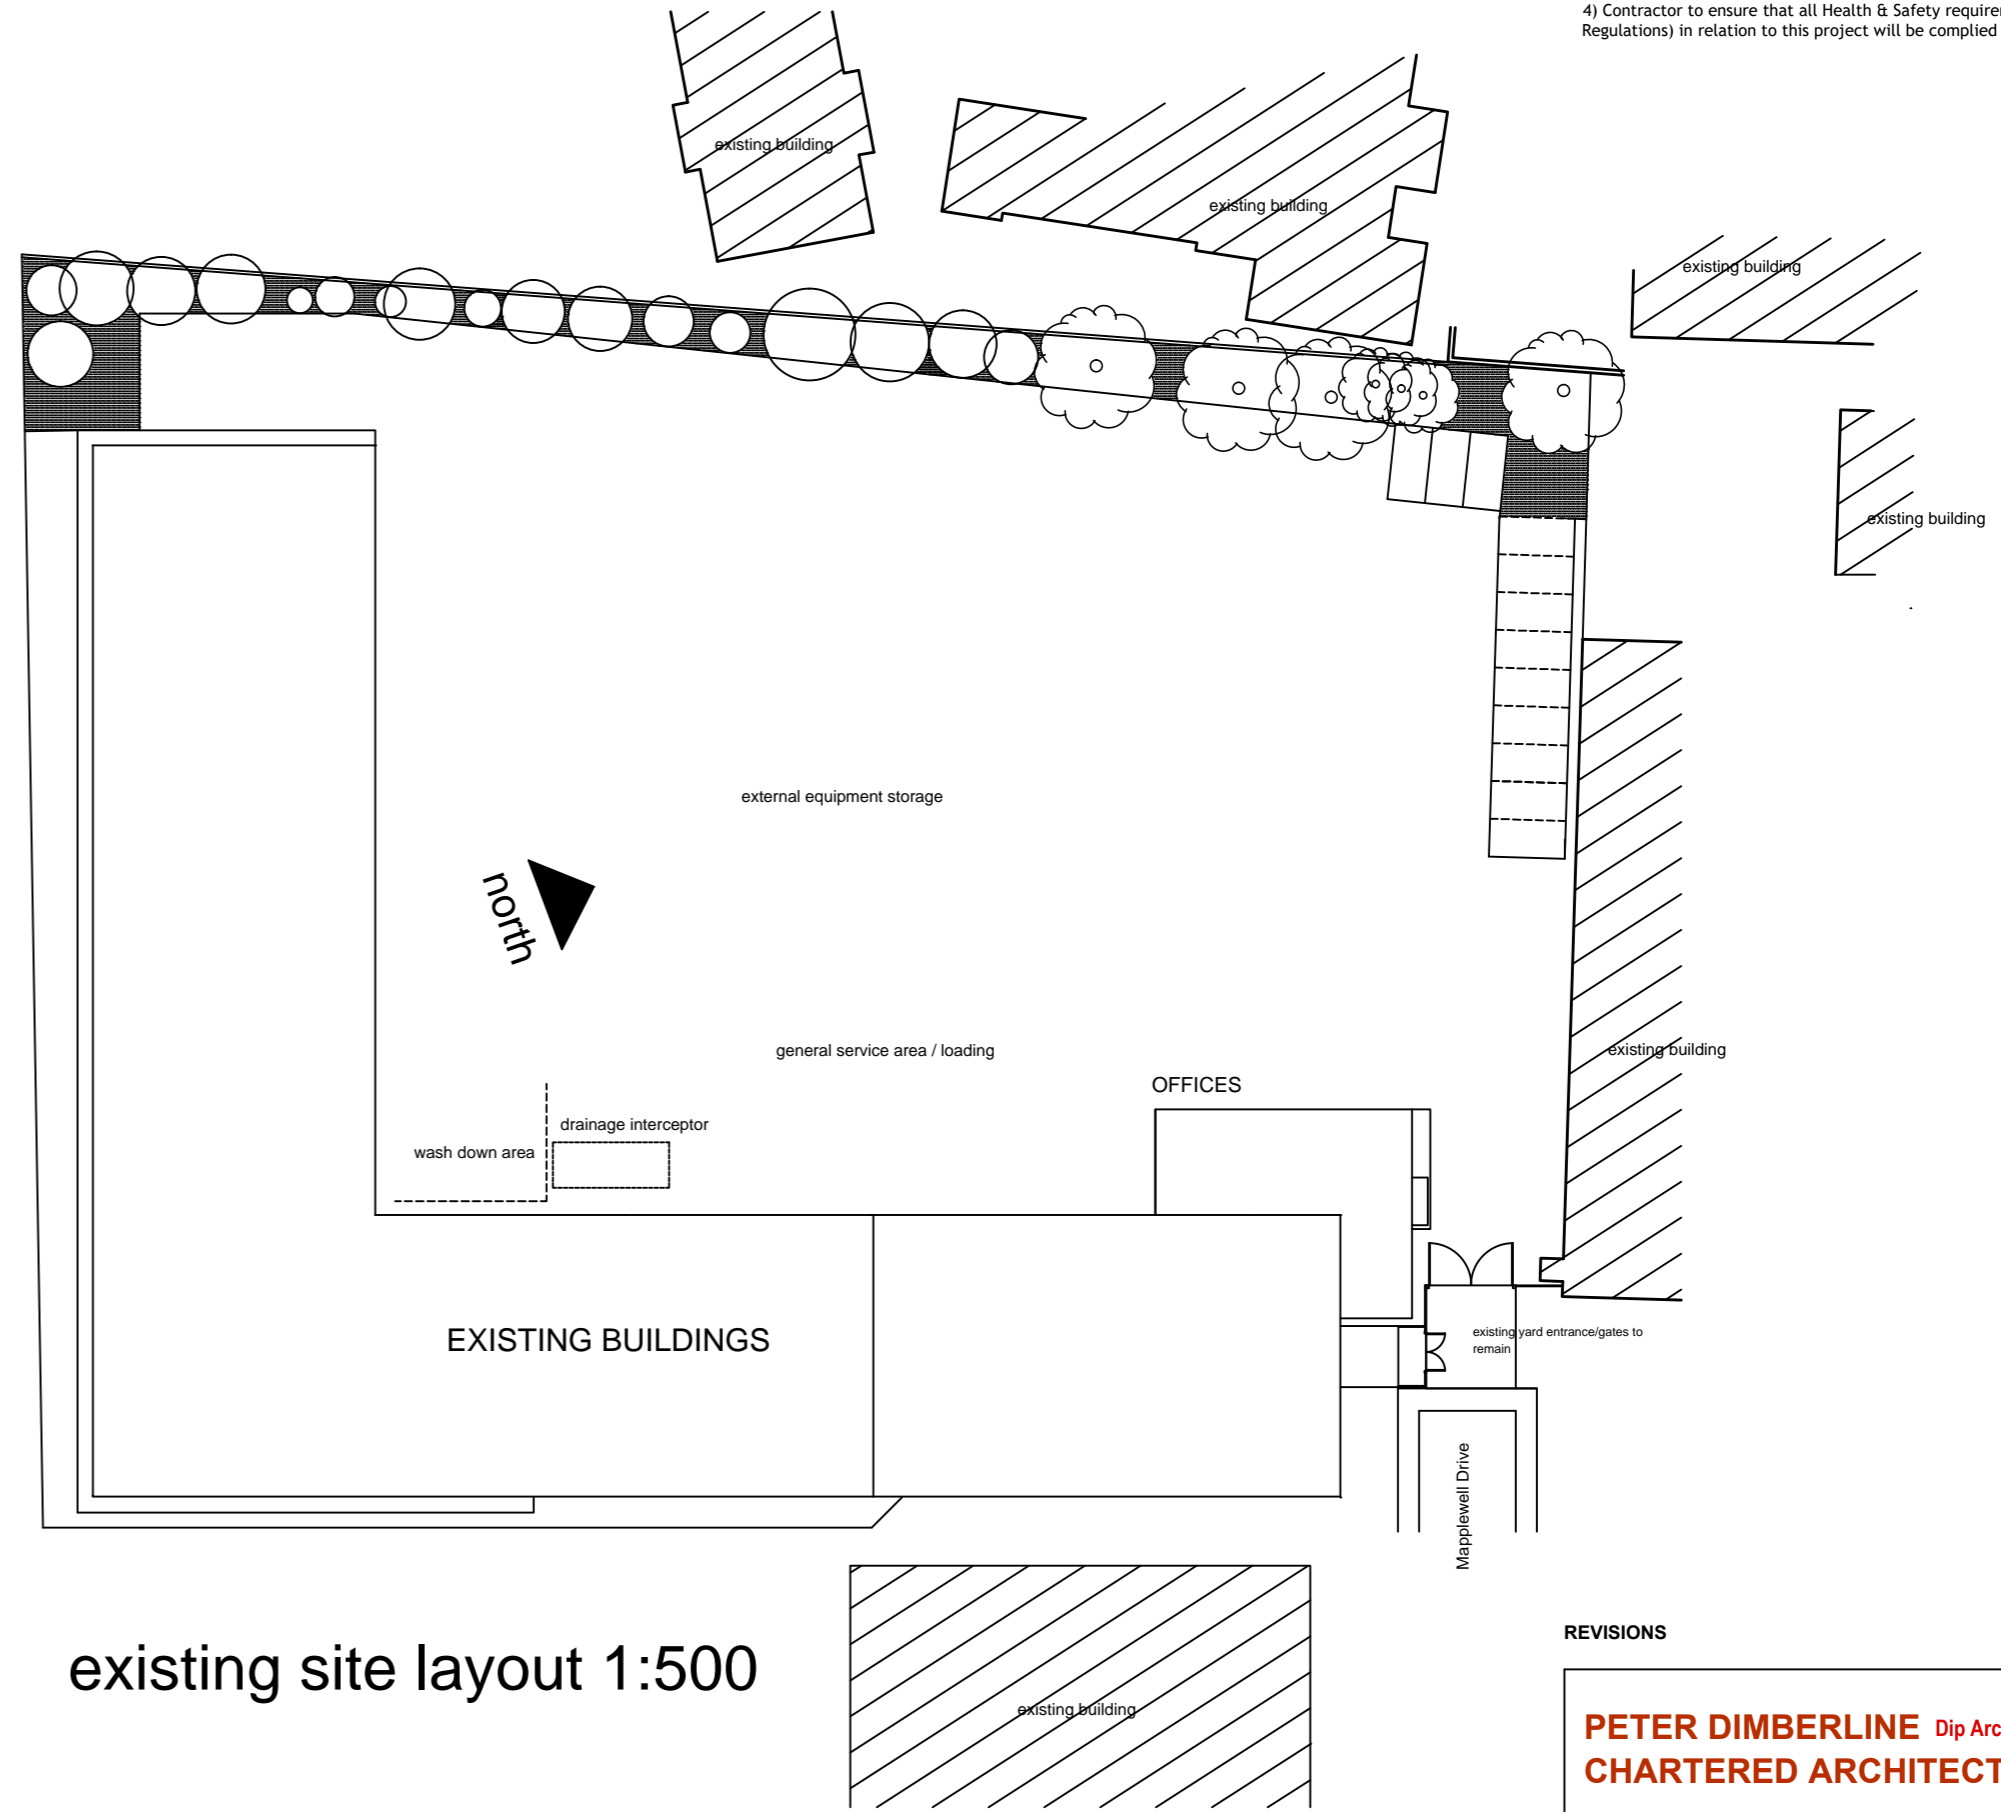 4) Contractor to ensure that all Health & Safety
Regulations) in relation to this project will be complied
existing building
existing building
existing building
existing building
external equipment storage
north
general service area / loading
existing building
OFFICES
drainage interceptor
wash down area
EXISTING BUILDINGS
existing yard entrance/gates to
remain
Mapplewell Drive
REVISIONS
existing site layout 1:500
existing building
PETER DIMBERLINE Dip Arc
CHARTERED ARCHITECT